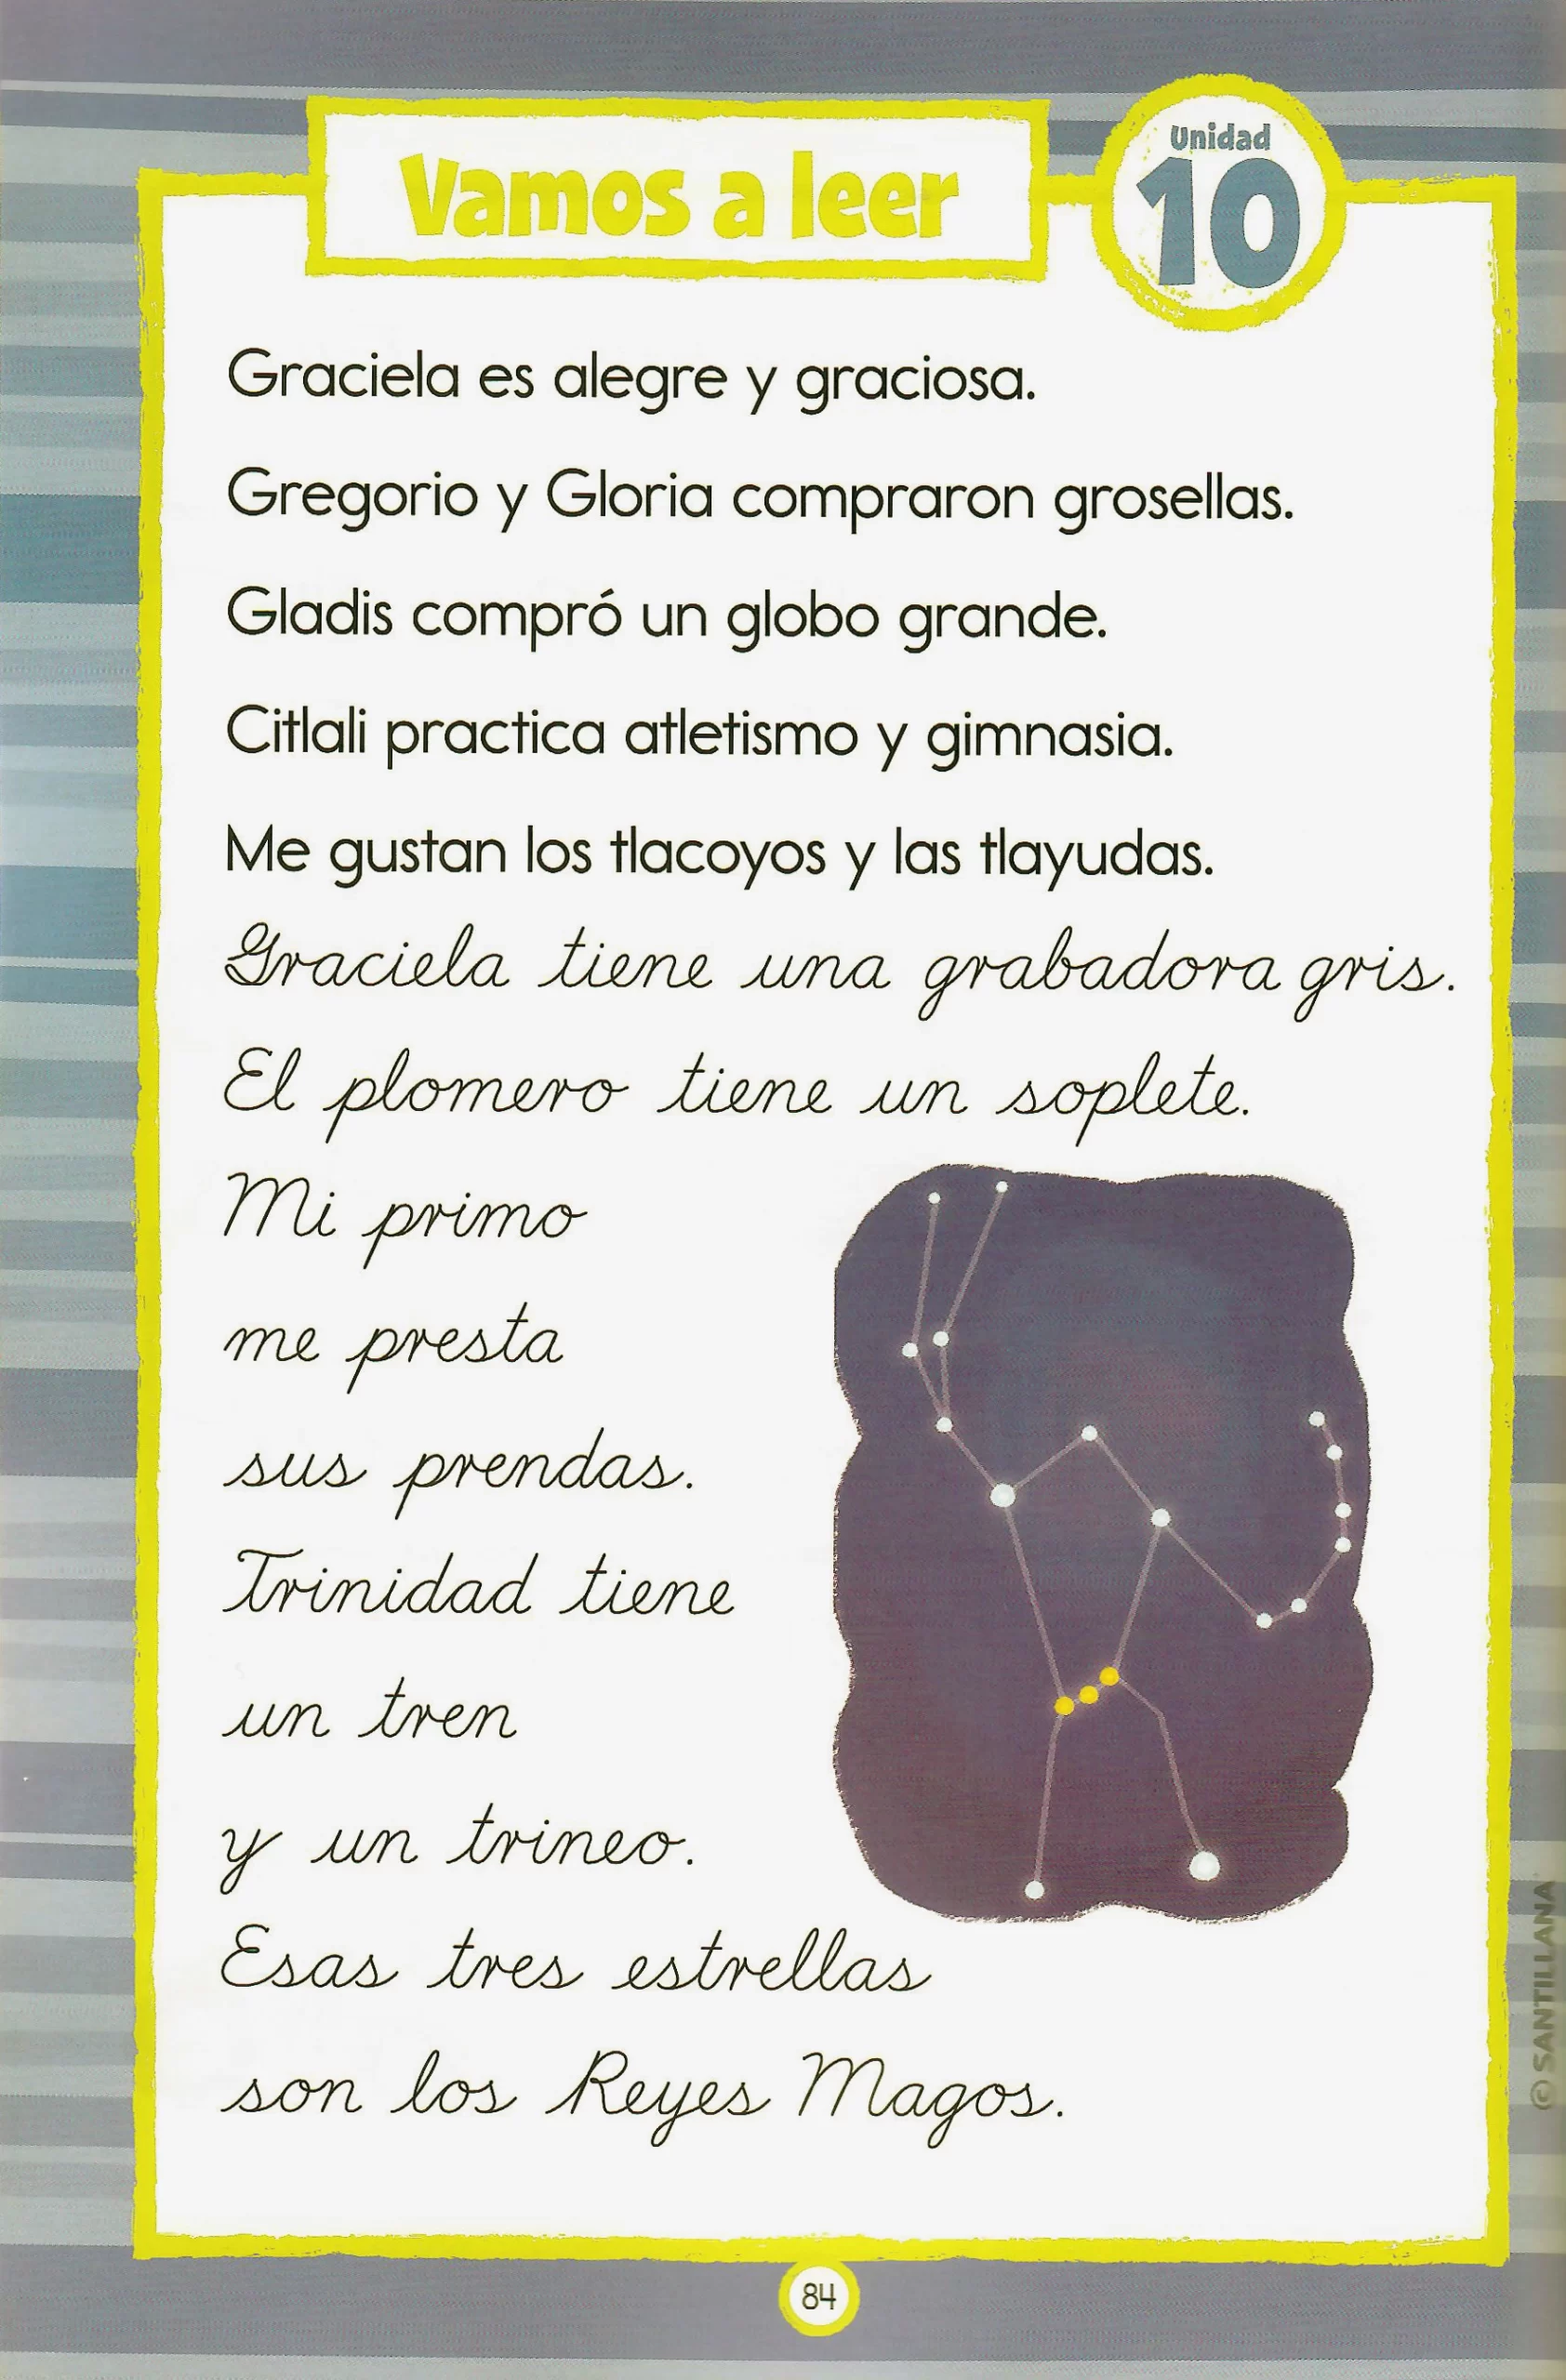 Vamos a leer
Unidad
10
Graciela es alegre y graciosa.
Gregorio y Gloria compraron grosellas.
Gladis compró un globo grande.
Citlali practica atletismo y gimnasia.
Me gustan los tlacoyos y las tlayudas.
Graciela tiene una grabadora gris.
El plomero tiene un soplete.
Mi primo
me presta
sus prendas.
Trinidad tiene
un tren
y un trineo.
Esas tres estrellas
son los Reyes Magos.
© SANTILLANA
84